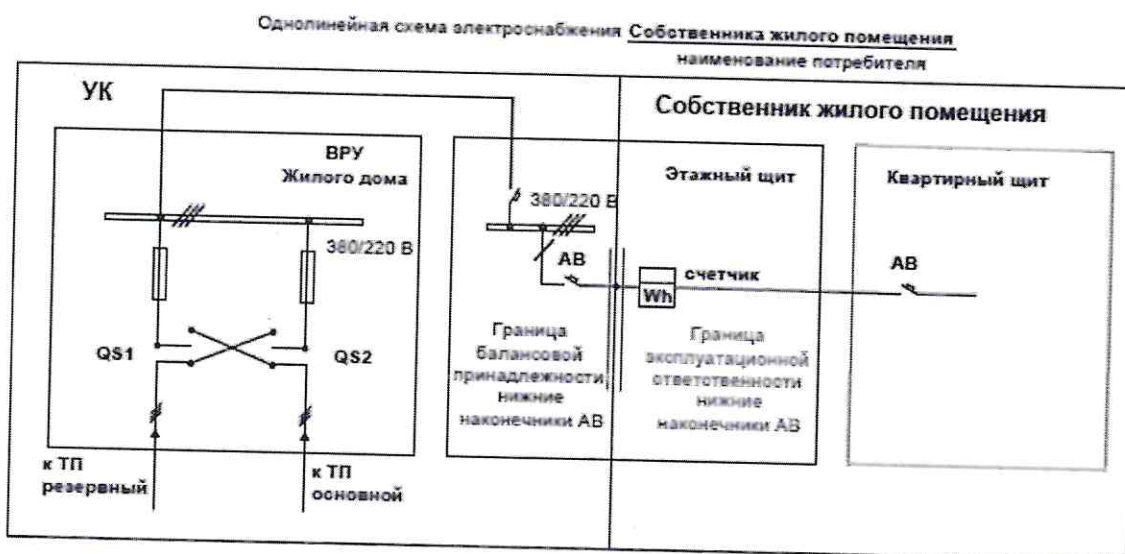 Однолинейная схема электроснабжения Собственника жилого помещения
наименование потребителя
УК
Собственник жилого помещения
ВРУ
Жилого дома
380/220 В
QS1
QS2
к ТП
резервный
к ТП
основной
380/220 В
АВ
Граница
балансовой
принадлежности
нижние
наконечники АВ
Этажный щит
счетчик
Wh
Граница
эксплуатационной
ответственности
нижние
наконечники АВ
Квартирный щит
АВ